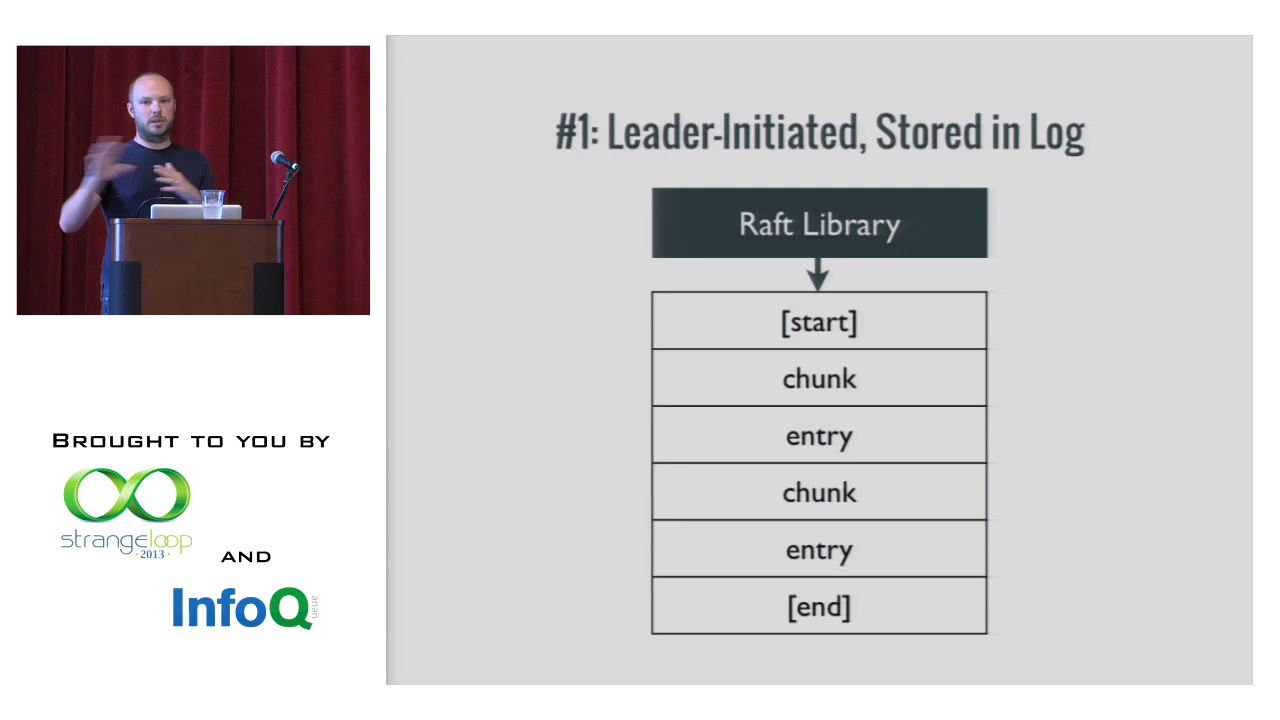 #1: Leader-Initiated, Stored in Log
Raft Library
[start]
chunk
entry
chunk
entry
[end]
BROUGHT TO YOU BY
strangeloop
· 2013 ·
AND
InfoQ
ueue